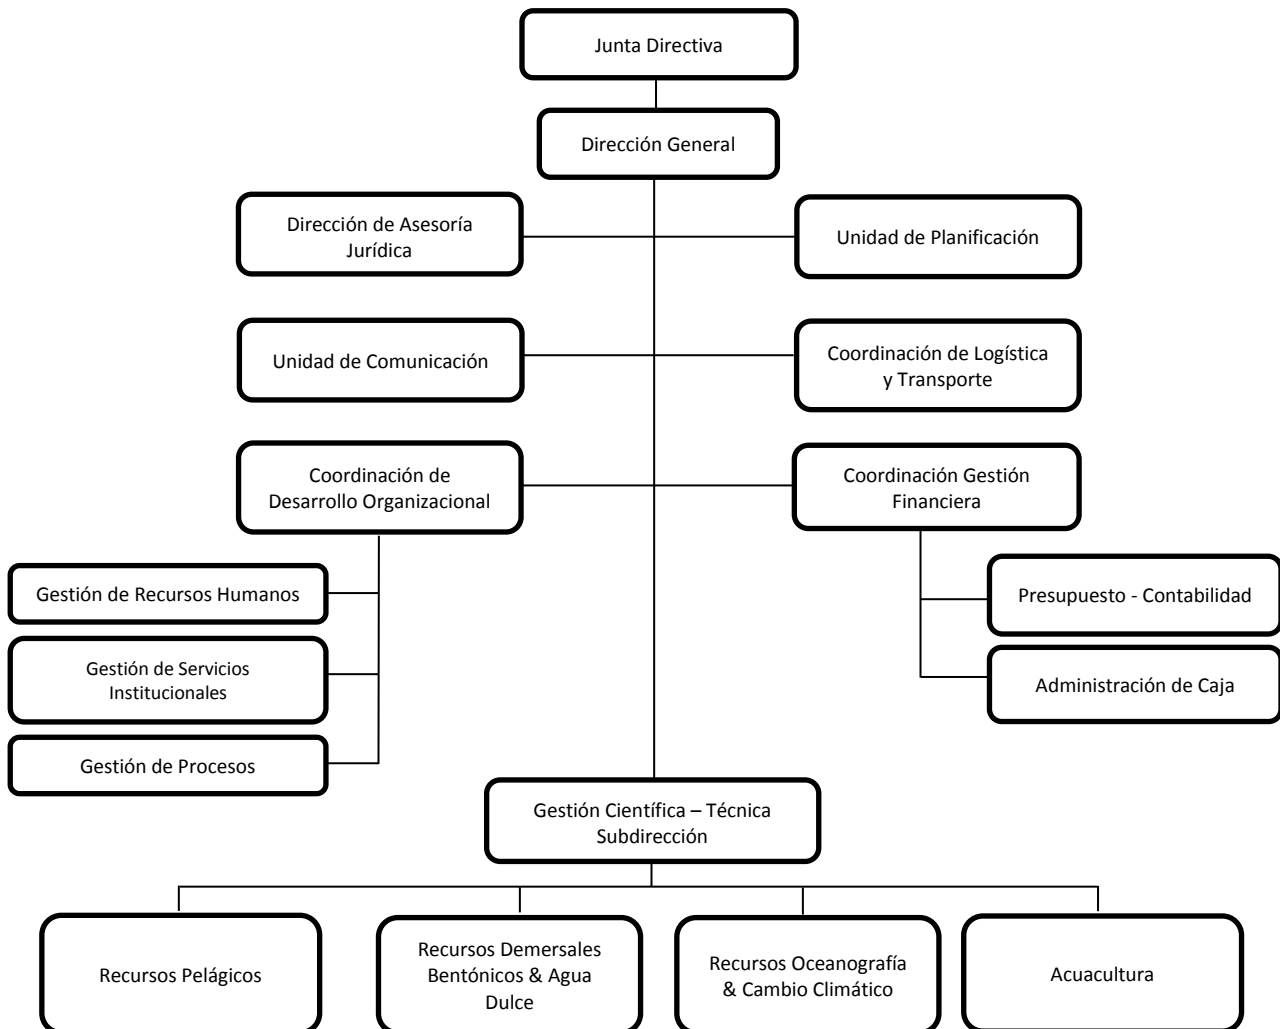 Junta Directiva
Dirección General
Dirección de Asesoría
Jurídica
Unidad de Planificación
Unidad de Comunicación
Coordinación de Logística
y Transporte
Coordinación de
Desarrollo Organizacional
Coordinación Gestión
Financiera
Gestión de Recursos Humanos
Presupuesto - Contabilidad
Gestión de Servicios
Institucionales
Administración de Caja
Gestión de Procesos
Gestión Científica – Técnica
Subdirección
Recursos Pelágicos
Recursos Demersales
Bentónicos & Agua
Dulce
Recursos Oceanografía
& Cambio Climático
Acuacultura